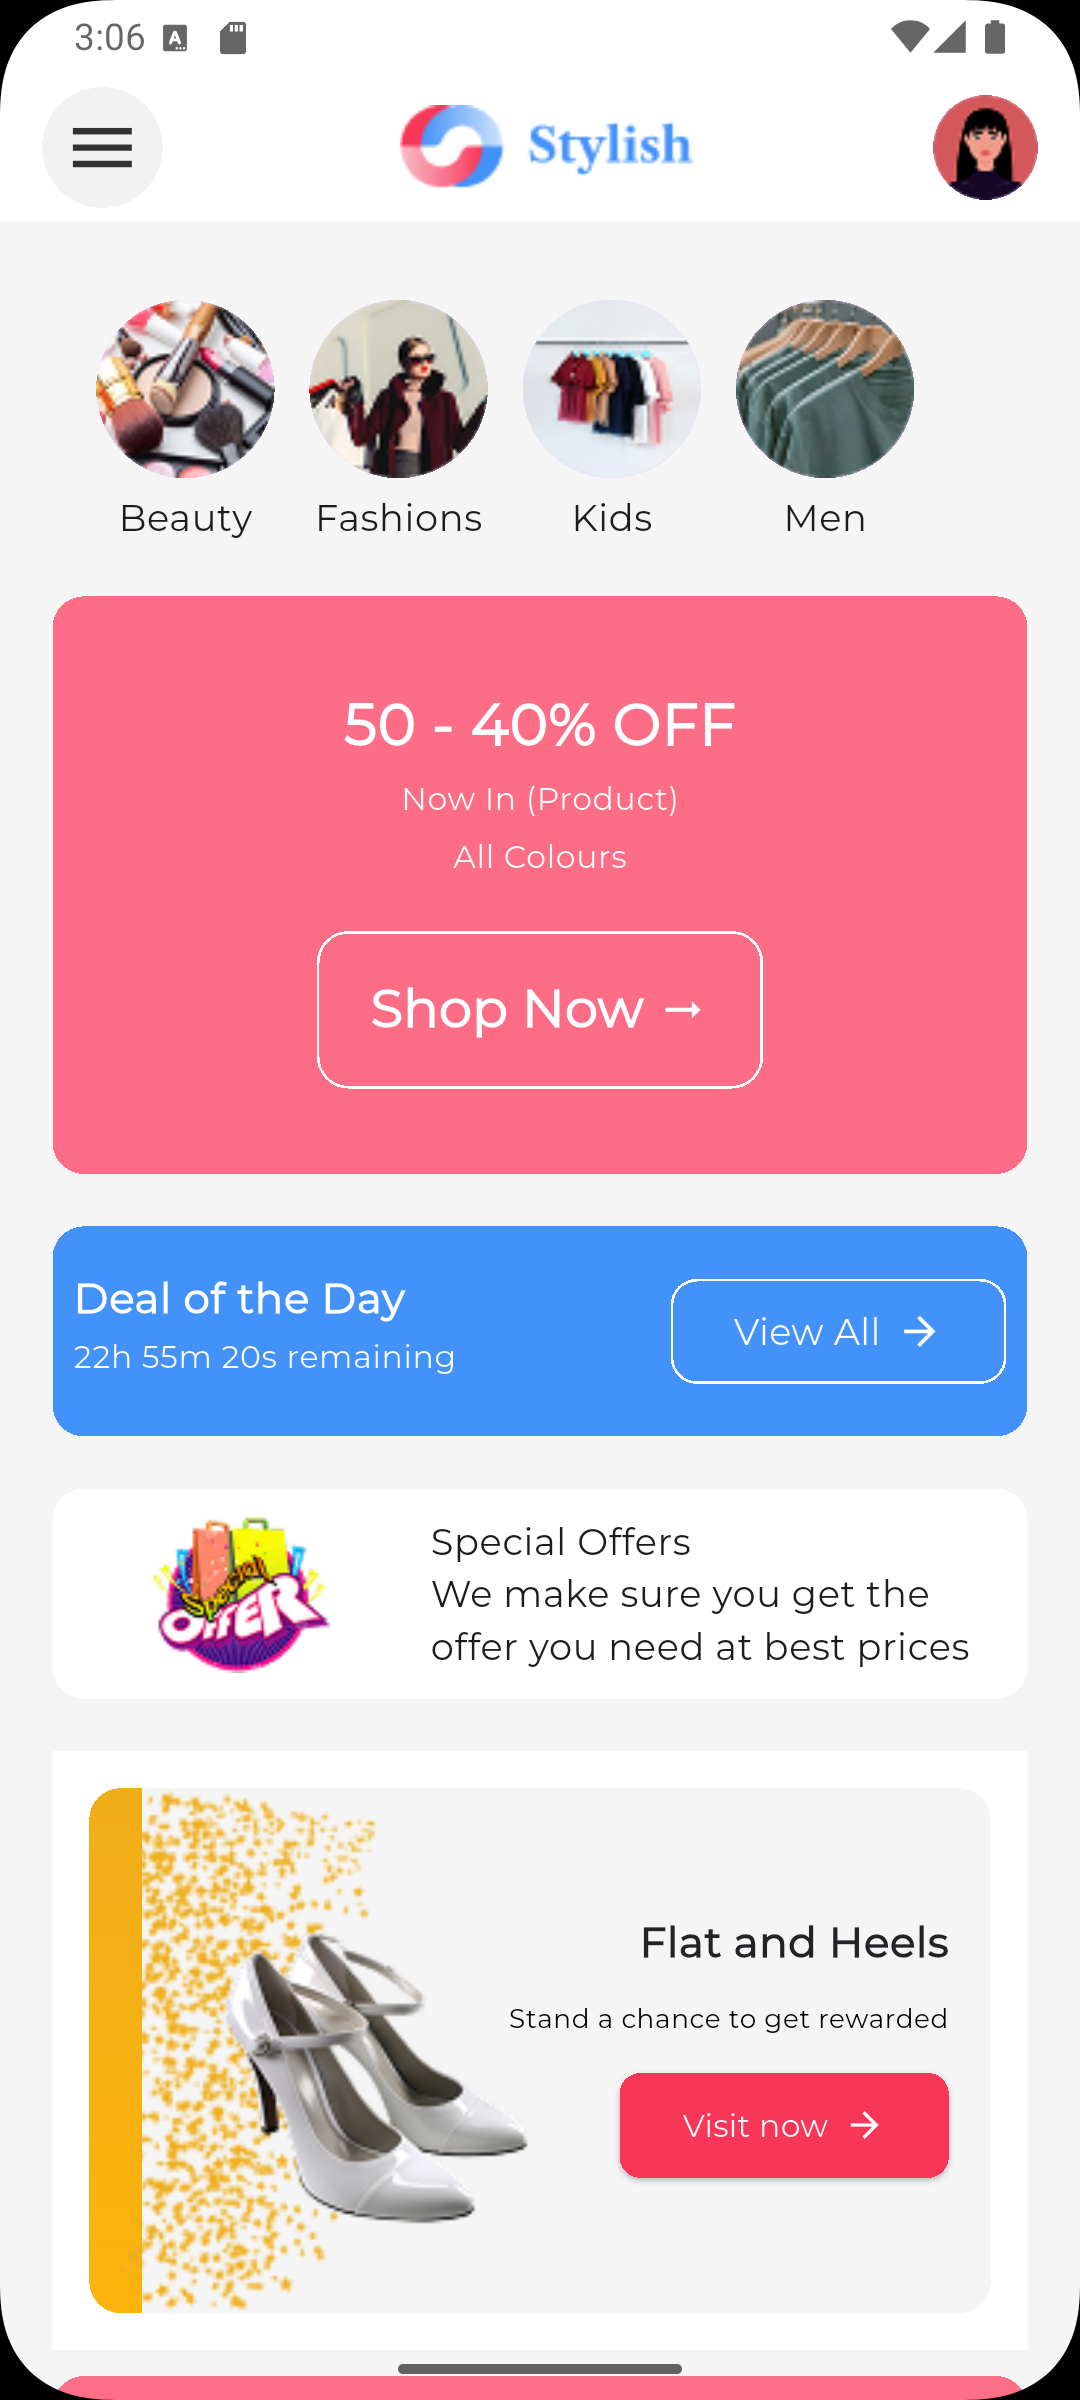 3:06
Stylish
Beauty
Fashions
Kids
Men
50 - 40% OFF
Now In (Product)
All Colours
Shop Now →
Deal of the Day
22h 55m 20s remaining
View All →
Special OFFER
Special Offers
We make sure you get the
offer you need at best prices
Flat and Heels
Stand a chance to get rewarded
Visit now →